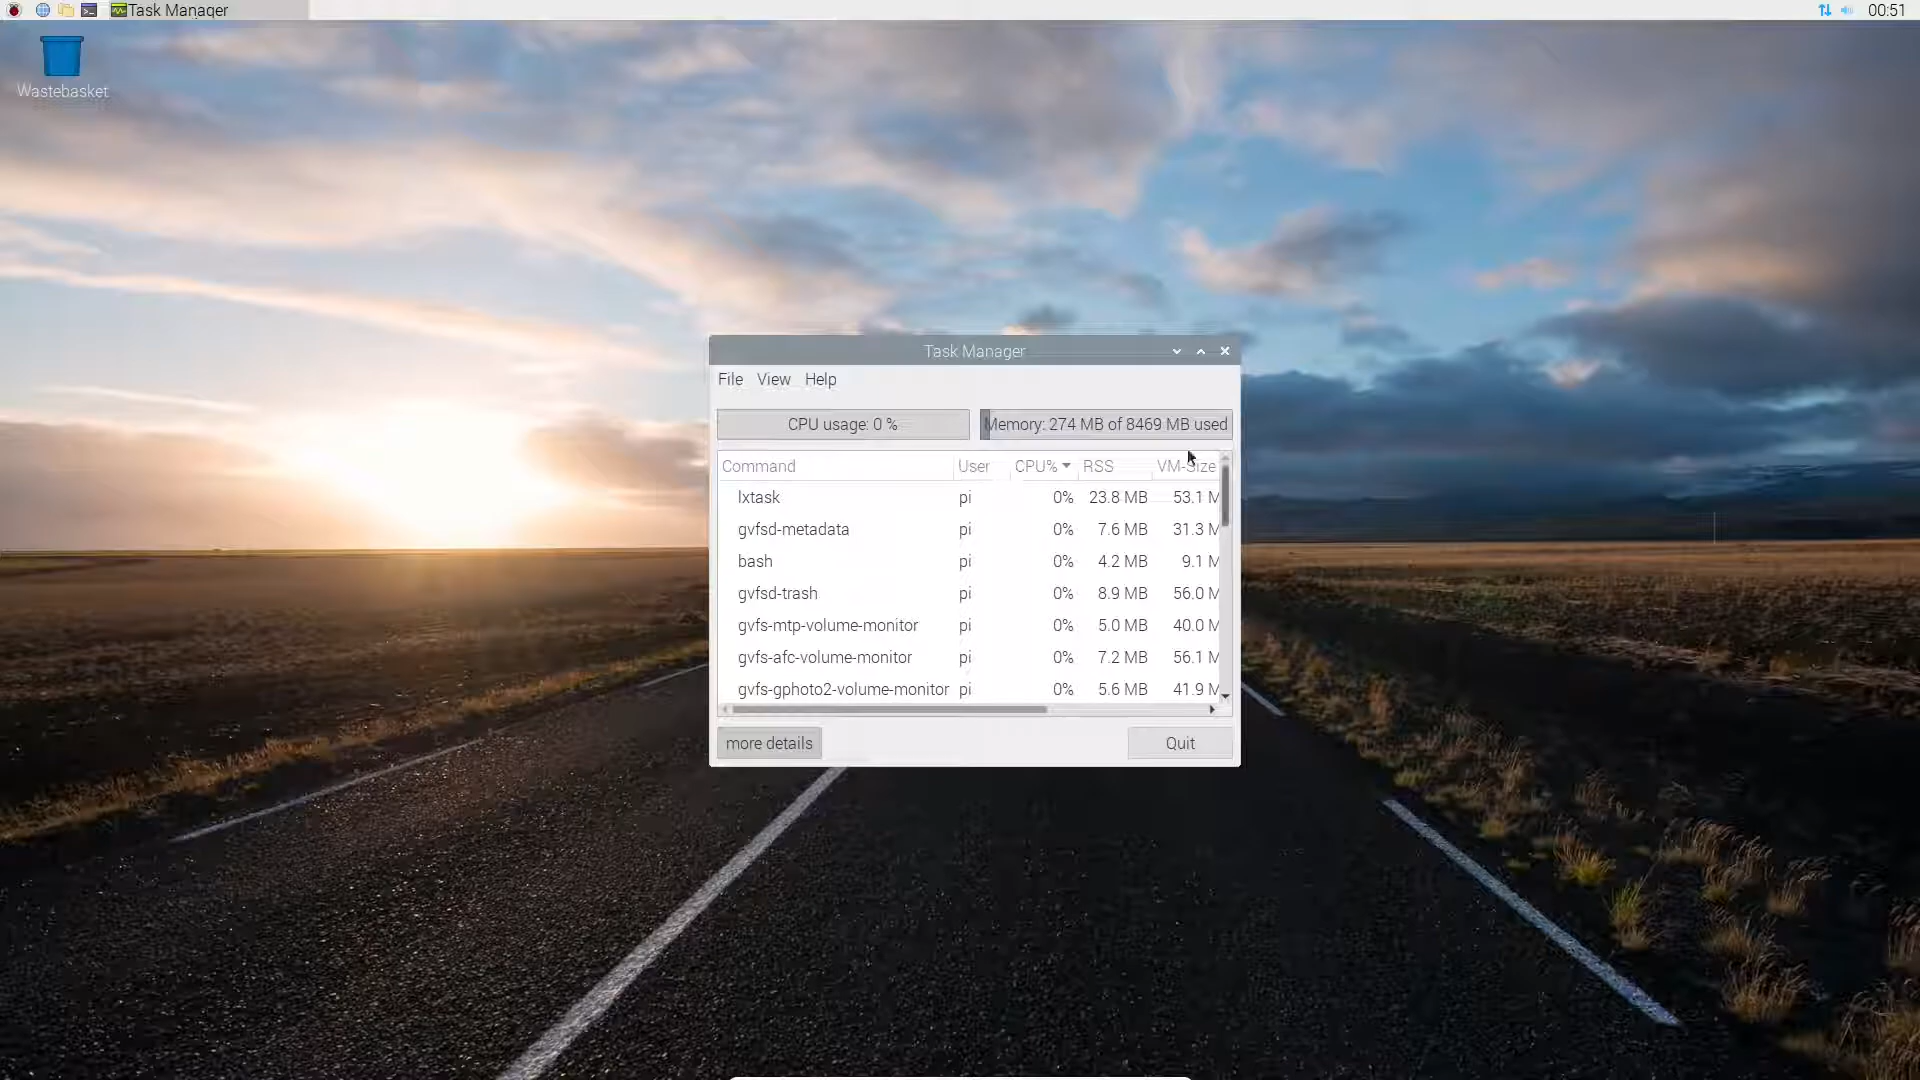 Task Manager 00:51
Wastebasket
Task Manager
File View Help
CPU usage: 0 % Memory: 274 MB of 8469 MB used
Command User CPU% RSS VM-Size
lxtask pi 0% 23.8 MB 53.1 M
gvfsd-metadata pi 0% 7.6 MB 31.3 M
bash pi 0% 4.2 MB 9.1 M
gvfsd-trash pi 0% 8.9 MB 56.0 M
gvfs-mtp-volume-monitor pi 0% 5.0 MB 40.0 M
gvfs-afc-volume-monitor pi 0% 7.2 MB 56.1 M
gvfs-gphoto2-volume-monitor pi 0% 5.6 MB 41.9 M
more details Quit